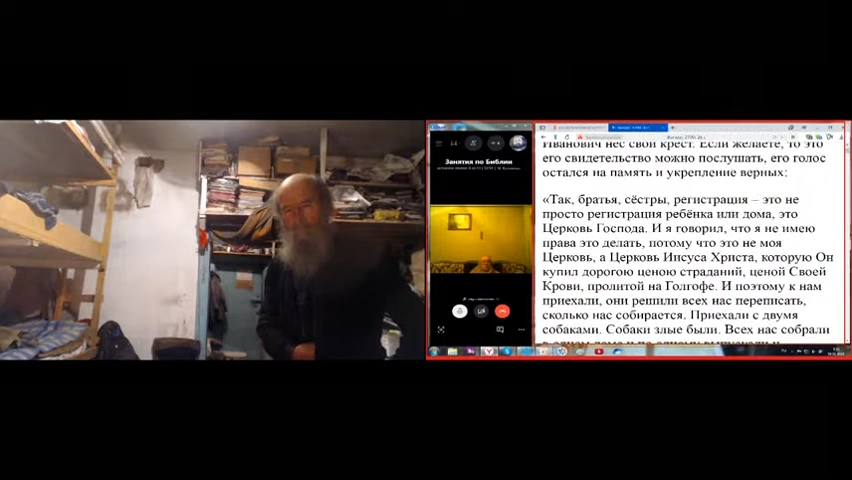 Занятия по Библии
Иванович нёс свой крест. Если желаете, то это
его свидетельство можно послушать, его голос
остался на память и укрепление верных:
«Так, братья, сёстры, регистрация – это не
просто регистрация ребёнка или дома, это
Церковь Господа. И я говорил, что я не имею
права это делать, потому что это не моя
Церковь, а Церковь Иисуса Христа, которую Он
купил дорогою ценою страданий, ценой Своей
Крови, пролитой на Голгофе. И поэтому к нам
приехали, они решили всех нас переписать,
сколько нас собирается. Приехали с двумя
собаками. Собаки злые были. Всех нас собрали